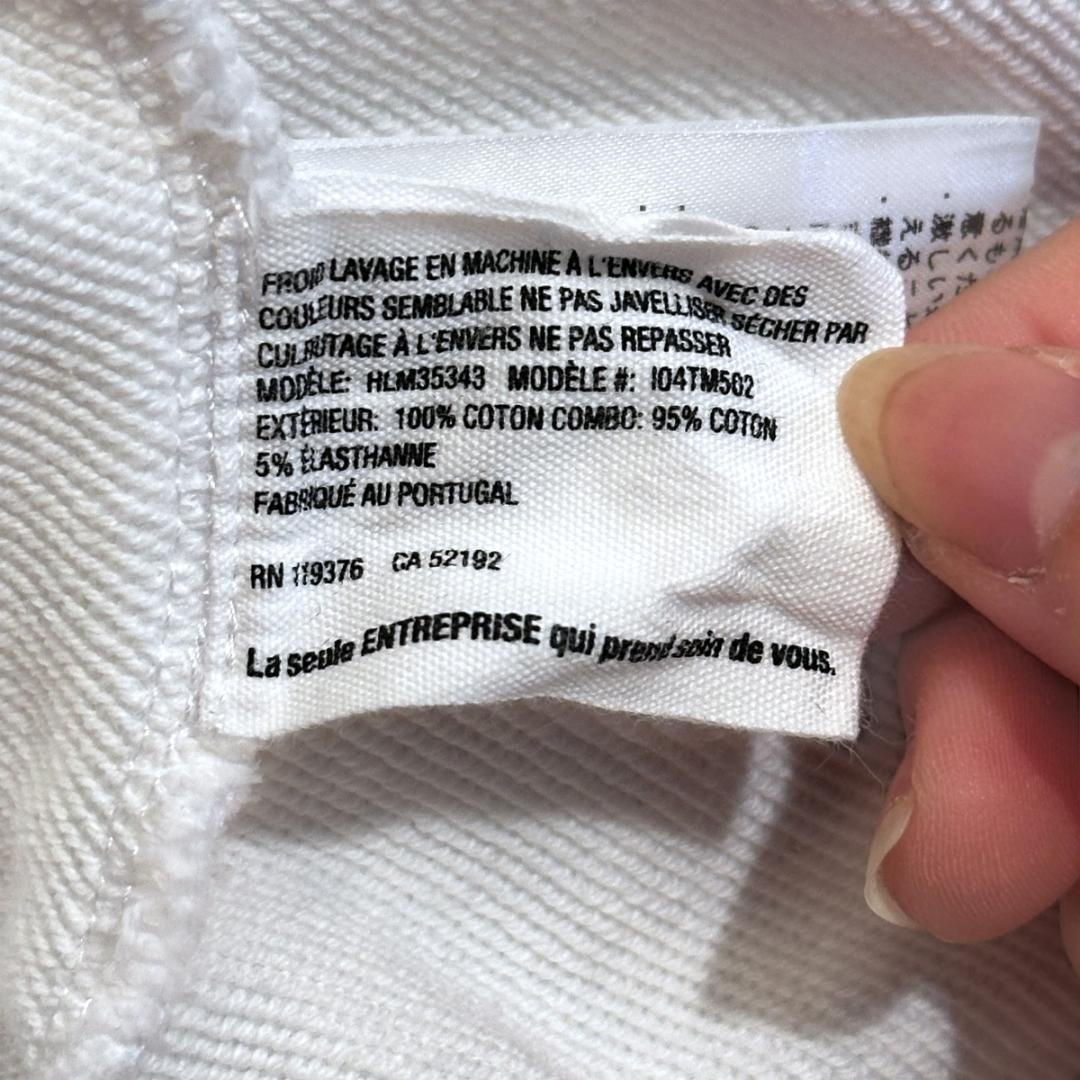 FROID LAVAGE EN MACHINE À L'ENVERS AVEC DES
COULEURS SEMBLABLE NE PAS JAVELLISER SÉCHER PAR
CULBUTAGE À L'ENVERS NE PAS REPASSER
MODÈLE: HLM35343 MODÈLE #: I04TM502
EXTÉRIEUR: 100% COTON COMBO: 95% COTON
5% ÉLASTHANNE
FABRIQUÉ AU PORTUGAL
RN 119376 CA 52192
La seule ENTREPRISE qui prend soin de vous.